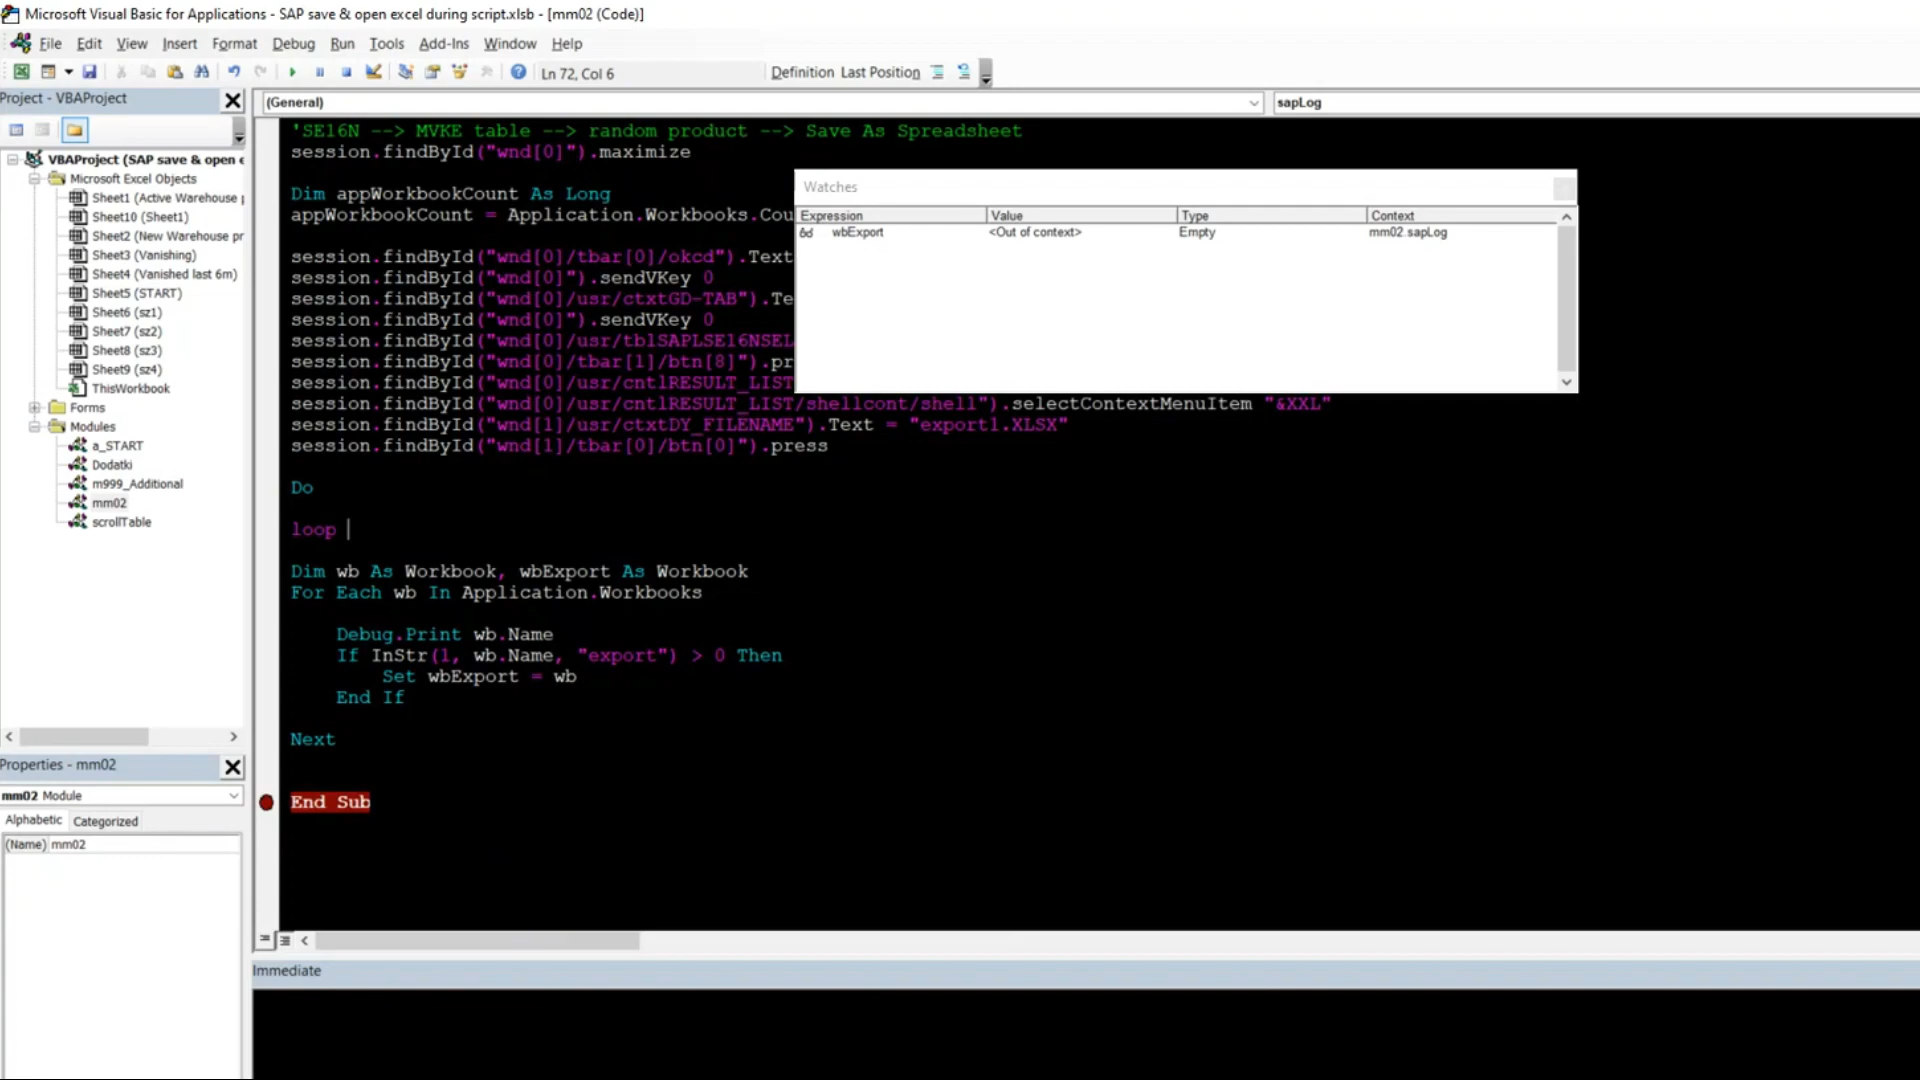 Microsoft Visual Basic for Applications - SAP save & open excel during script.xlsb - [mm02 (Code)]
File Edit View Insert Format Debug Run Tools Add-Ins Window Help
Ln 72, Col 6
Definition Last Position
Project - VBAProject
VBAProject (SAP save & open e
Microsoft Excel Objects
Sheet1 (Active Warehouse p
Sheet10 (Sheet1)
Sheet2 (New Warehouse pr
Sheet3 (Vanishing)
Sheet4 (Vanished last 6m)
Sheet5 (START)
Sheet6 (sz1)
Sheet7 (sz2)
Sheet8 (sz3)
Sheet9 (sz4)
ThisWorkbook
Forms
Modules
a_START
Dodatki
m999_Additional
mm02
scrollTable
Properties - mm02
mm02 Module
Alphabetic Categorized
(Name) mm02
(General)
sapLog
'SE16N --> MVKE table --> random product --> Save As Spreadsheet
session.findById("wnd[0]").maximize
Dim appWorkbookCount As Long
appWorkbookCount = Application.Workbooks.Cou
session.findById("wnd[0]/tbar[0]/okcd").Text
session.findById("wnd[0]").sendVKey 0
session.findById("wnd[0]/usr/ctxtGD-TAB").Te
session.findById("wnd[0]").sendVKey 0
session.findById("wnd[0]/usr/tblSAPLSE16NSEL
session.findById("wnd[0]/tbar[1]/btn[8]").pr
session.findById("wnd[0]/usr/cntlRESULT_LIST
session.findById("wnd[0]/usr/cntlRESULT_LIST/shellcont/shell").selectContextMenuItem "&XXL"
session.findById("wnd[1]/usr/ctxtDY_FILENAME").Text = "export1.XLSX"
session.findById("wnd[1]/tbar[0]/btn[0]").press
Do
loop
Dim wb As Workbook, wbExport As Workbook
For Each wb In Application.Workbooks
Debug.Print wb.Name
If InStr(1, wb.Name, "export") > 0 Then
Set wbExport = wb
End If
Next
End Sub
Watches
Expression Value Type Context
wbExport <Out of context> Empty mm02.sapLog
Immediate